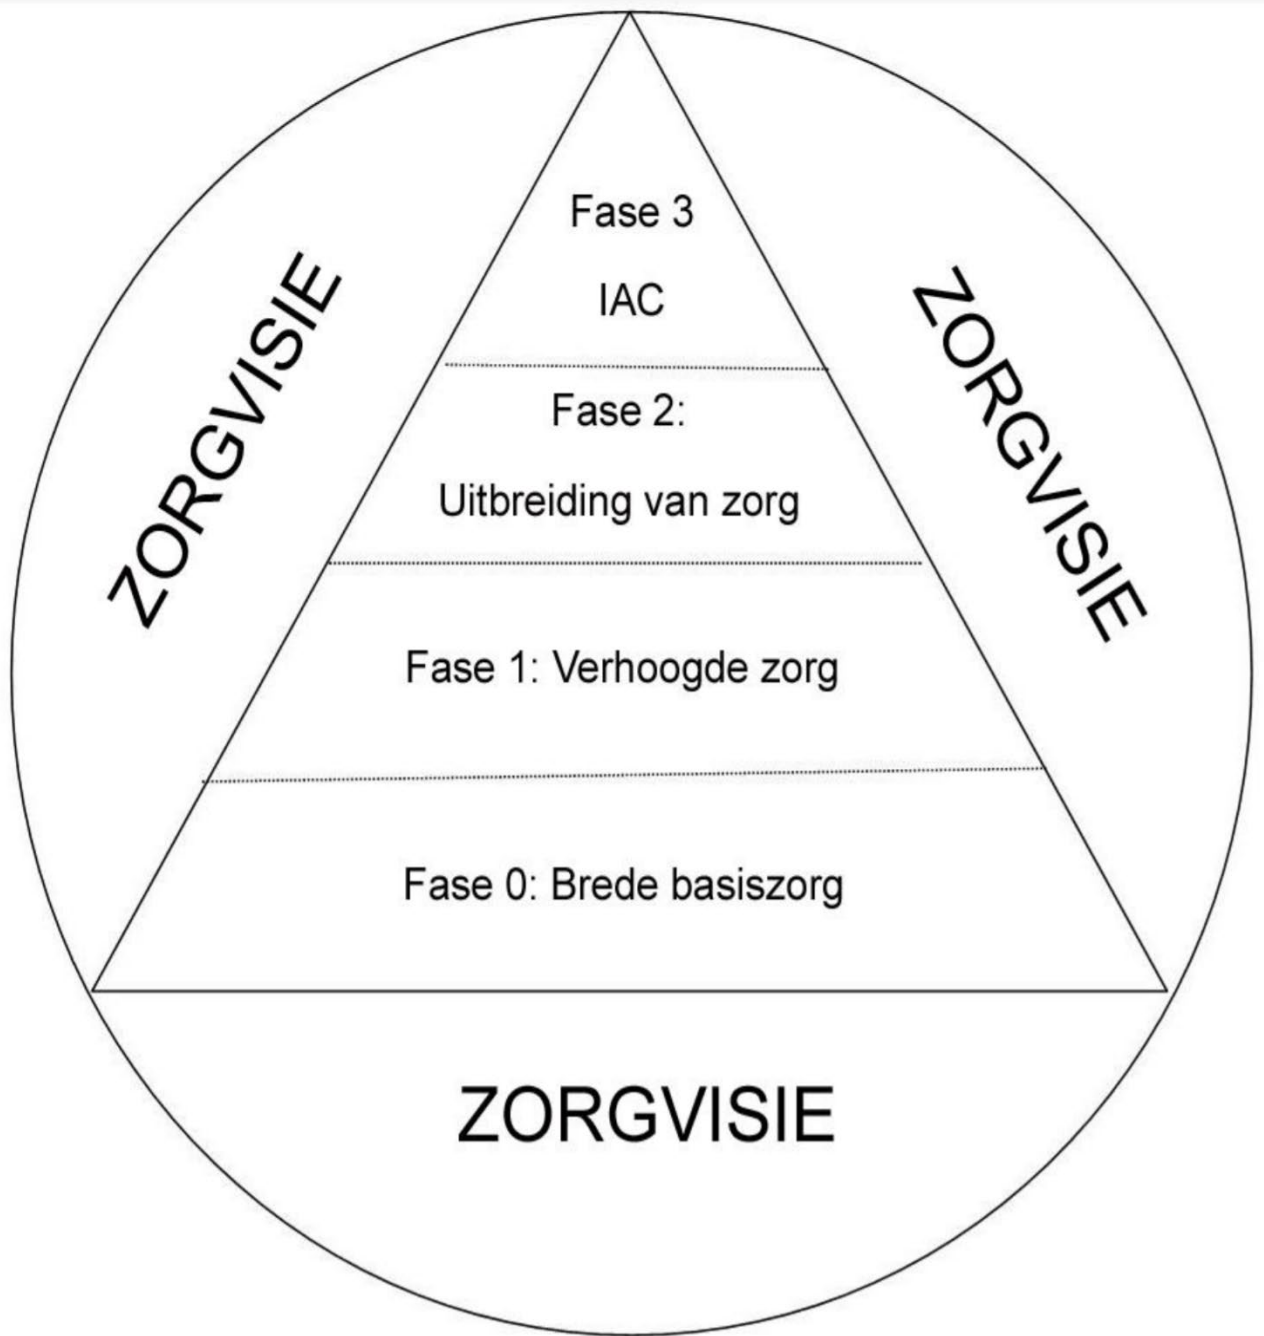 Fase 3
IAC
ZORGVISIE
ZORGVISIE
Fase 2:
Uitbreiding van zorg
Fase 1: Verhoogde zorg
Fase 0: Brede basiszorg
ZORGVISIE